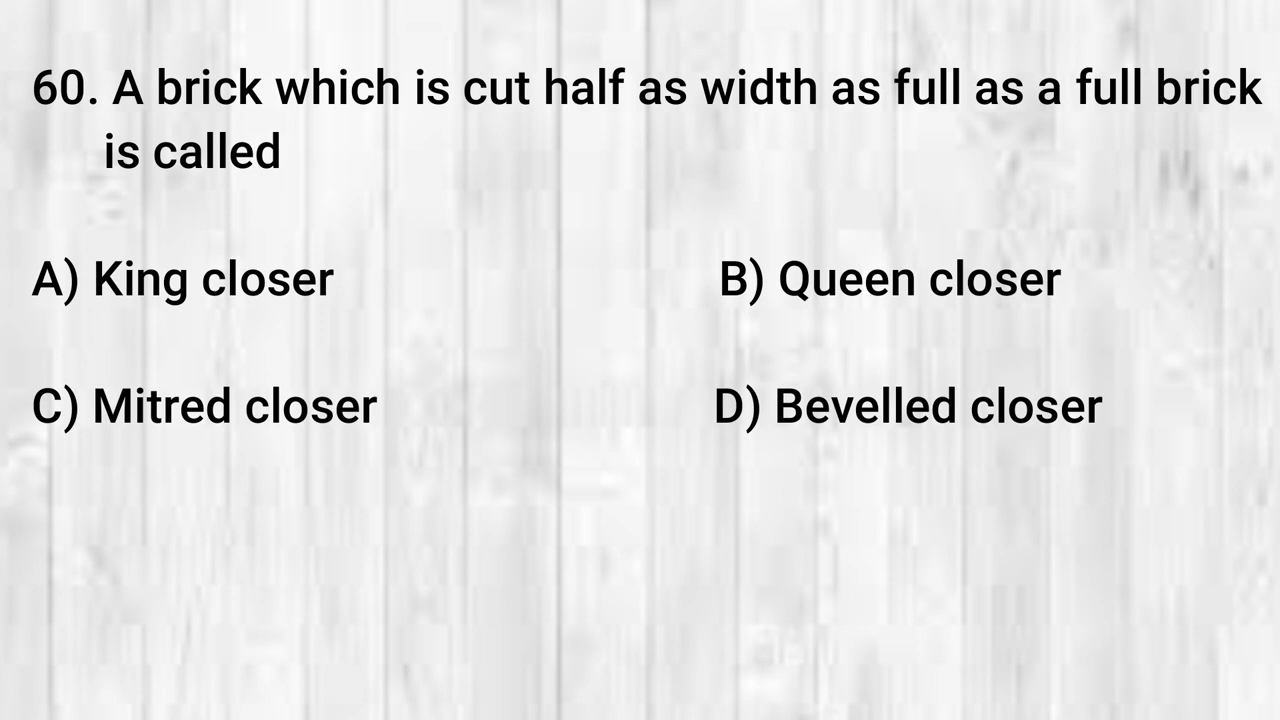 60. A brick which is cut half as width as full as a full brick
is called
A) King closer B) Queen closer
C) Mitred closer D) Bevelled closer